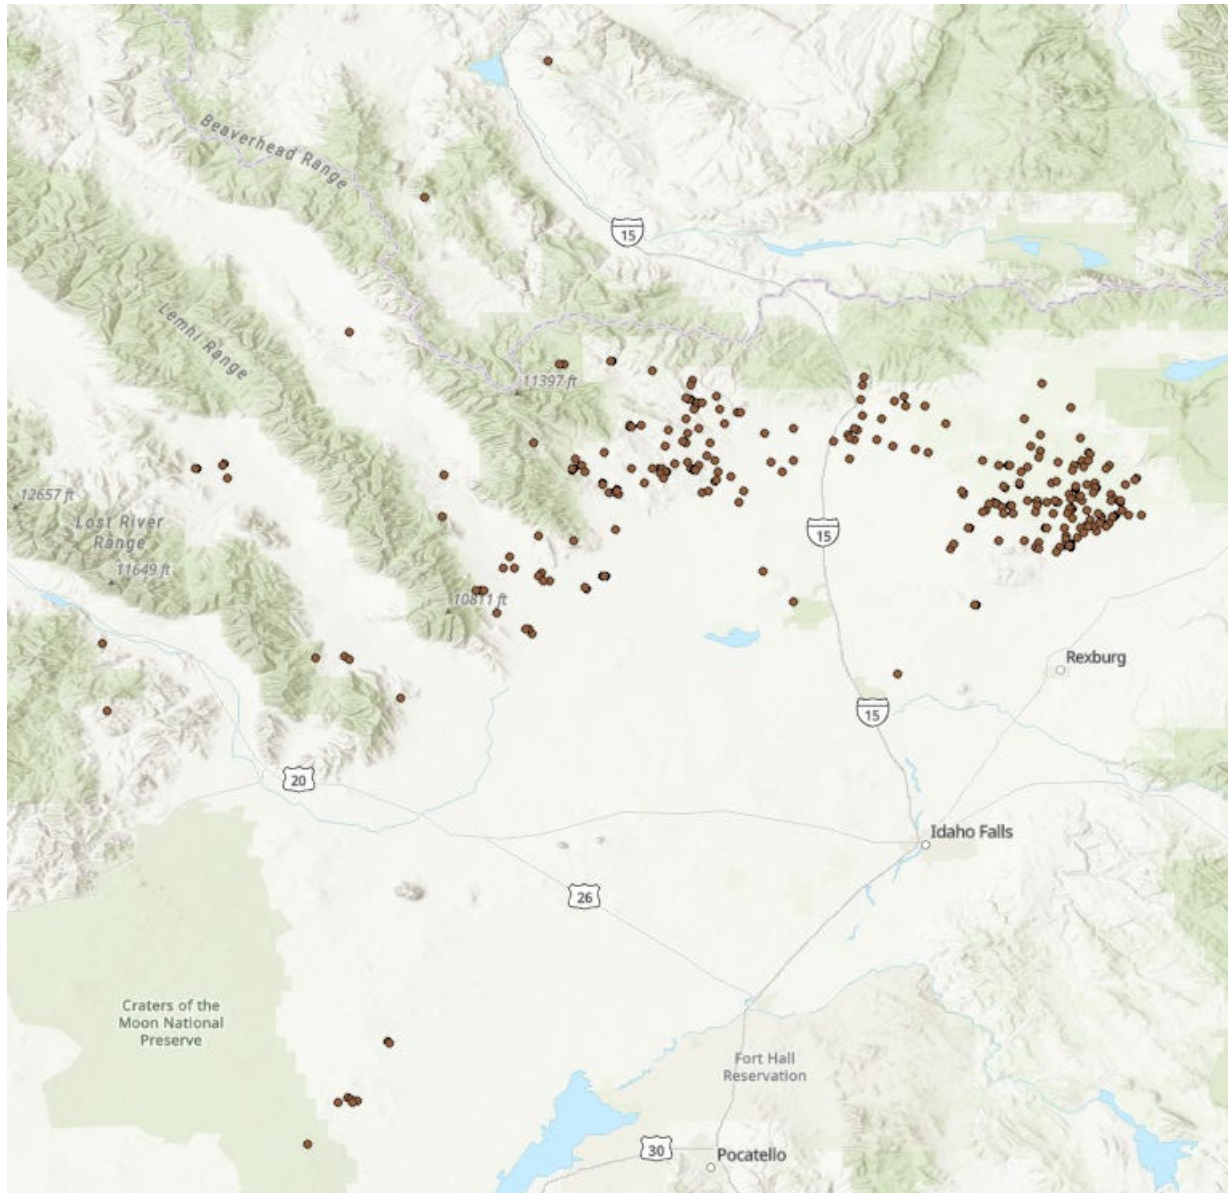 Beaverhead Range
15
Lemhi Range
11397 ft
12657 ft
Lost River
Range
11649 ft
15
10811 ft
Rexburg
15
20
Idaho Falls
26
Craters of the
Moon National
Preserve
Fort Hall
Reservation
30
Pocatello